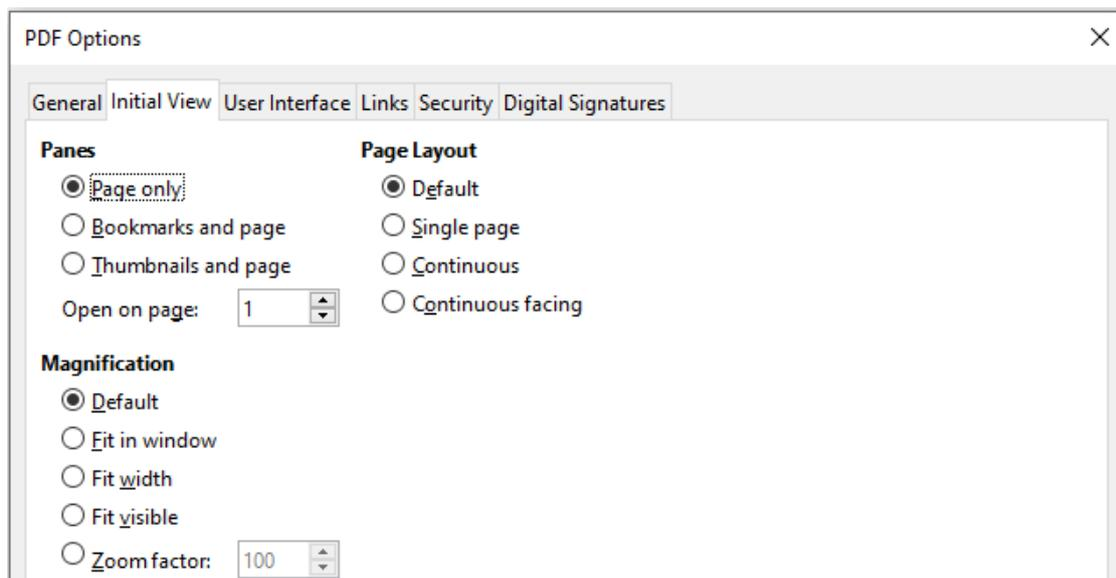 PDF Options
General Initial View User Interface Links Security Digital Signatures
Panes
Page only
Bookmarks and page
Thumbnails and page
Open on page: 1
Page Layout
Default
Single page
Continuous
Continuous facing
Magnification
Default
Fit in window
Fit width
Fit visible
Zoom factor: 100